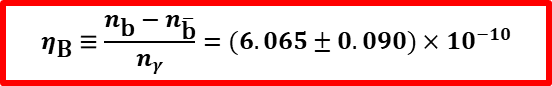 η_B ≡ (n_b − n_b̄) / n_γ = (6.065 ± 0.090) × 10⁻¹⁰